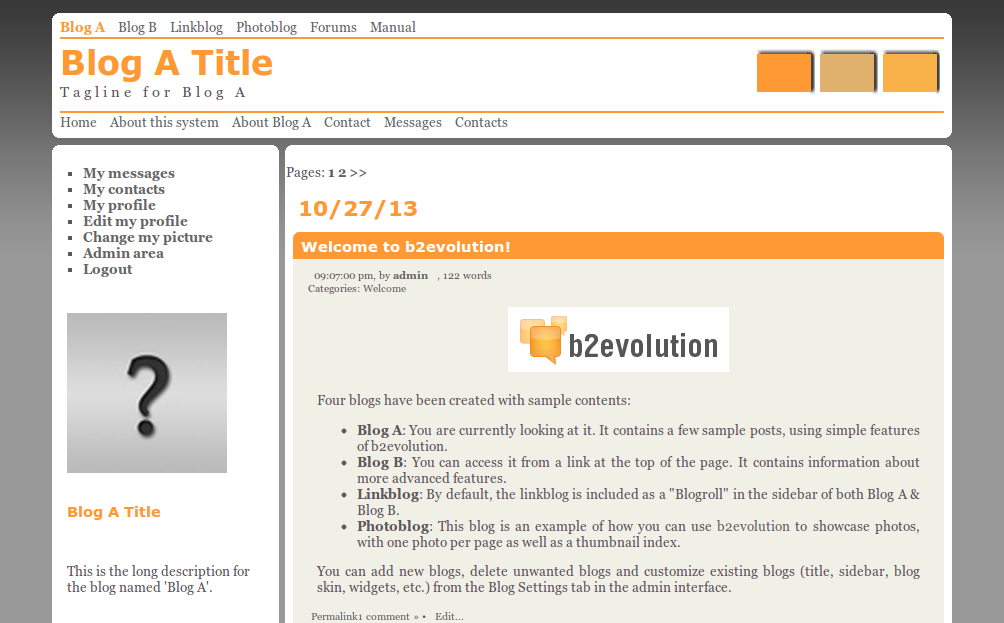 Blog A Blog B Linkblog Photoblog Forums Manual
Blog A Title
Tagline for Blog A
Home About this system About Blog A Contact Messages Contacts
My messages
My contacts
My profile
Edit my profile
Change my picture
Admin area
Logout
?
Blog A Title
This is the long description for
the blog named 'Blog A'.
Pages: 1 2 >>
10/27/13
Welcome to b2evolution!
09:07:00 pm, by admin , 122 words
Categories: Welcome
b2evolution
Four blogs have been created with sample contents:
• Blog A: You are currently looking at it. It contains a few sample posts, using simple features
of b2evolution.
• Blog B: You can access it from a link at the top of the page. It contains information about
more advanced features.
• Linkblog: By default, the linkblog is included as a "Blogroll" in the sidebar of both Blog A &
Blog B.
• Photoblog: This blog is an example of how you can use b2evolution to showcase photos,
with one photo per page as well as a thumbnail index.
You can add new blogs, delete unwanted blogs and customize existing blogs (title, sidebar, blog
skin, widgets, etc.) from the Blog Settings tab in the admin interface.
Permalink1 comment » • Edit...